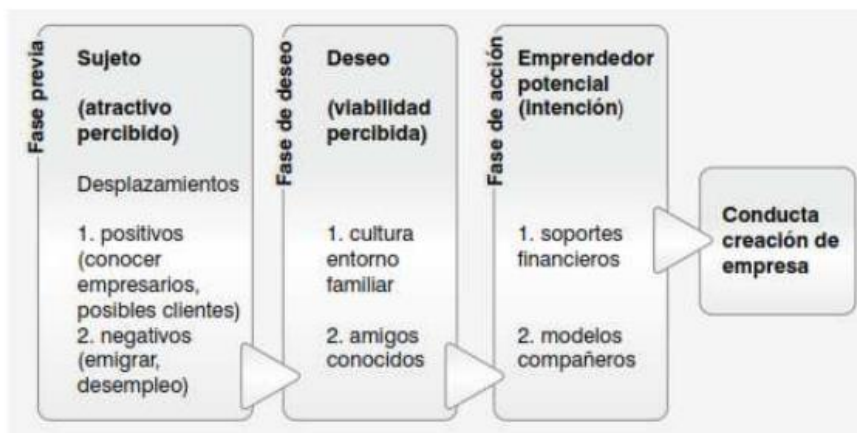 Fase previa
Sujeto
(atractivo
percibido)
Desplazamientos
1. positivos
(conocer
empresarios,
posibles clientes)
2. negativos
(emigrar,
desempleo)
Fase de deseo
Deseo
(viabilidad
percibida)
1. cultura
entorno
familiar
2. amigos
conocidos
Fase de acción
Emprendedor
potencial
(intención)
1. soportes
financieros
2. modelos
compañeros
Conducta
creación de
empresa